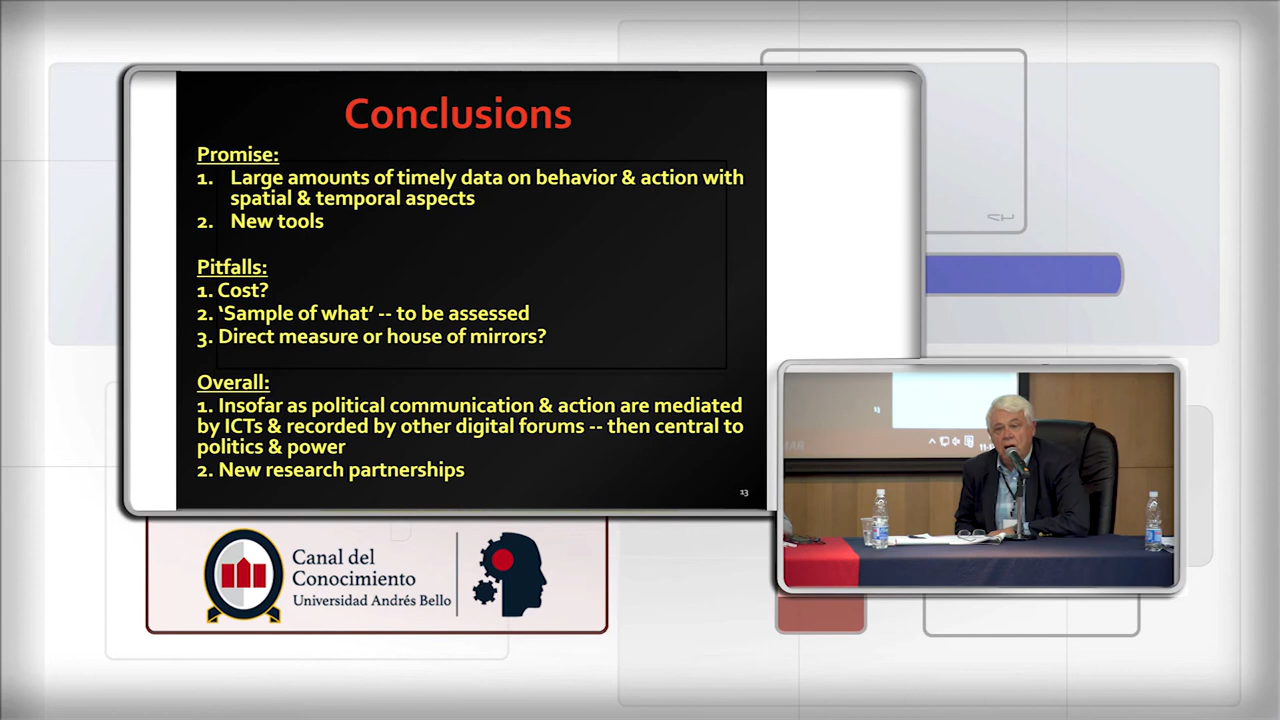 Conclusions
Promise:
1. Large amounts of timely data on behavior & action with
spatial & temporal aspects
2. New tools
Pitfalls:
1. Cost?
2. ‘Sample of what’ -- to be assessed
3. Direct measure or house of mirrors?
Overall:
1. Insofar as political communication & action are mediated
by ICTs & recorded by other digital forums -- then central to
politics & power
2. New research partnerships
13
Canal del
Conocimiento
Universidad Andrés Bello